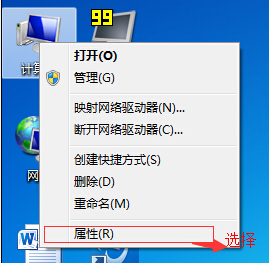 99
计算
打开(O)
管理(G)
映射网络驱动器(N)...
断开网络驱动器(C)...
网
创建快捷方式(S)
删除(D)
重命名(M)
属性(R)
选择
W